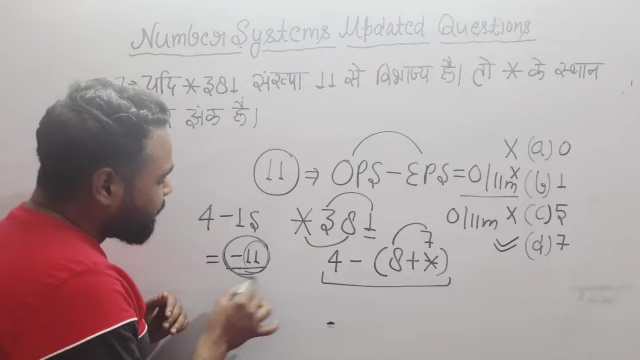 Number Systems Updated Questions
यदि *381 संख्या 11 से विभाज्य है। तो * के स्थान
अंक है।
11 ⇒ OPS - EPS = 0/11m
× (a) 0
× (b) 1
0/11m × (c) 5
✓ (d) 7
4 - 15 *381
= -11 4 - (8+*) 7